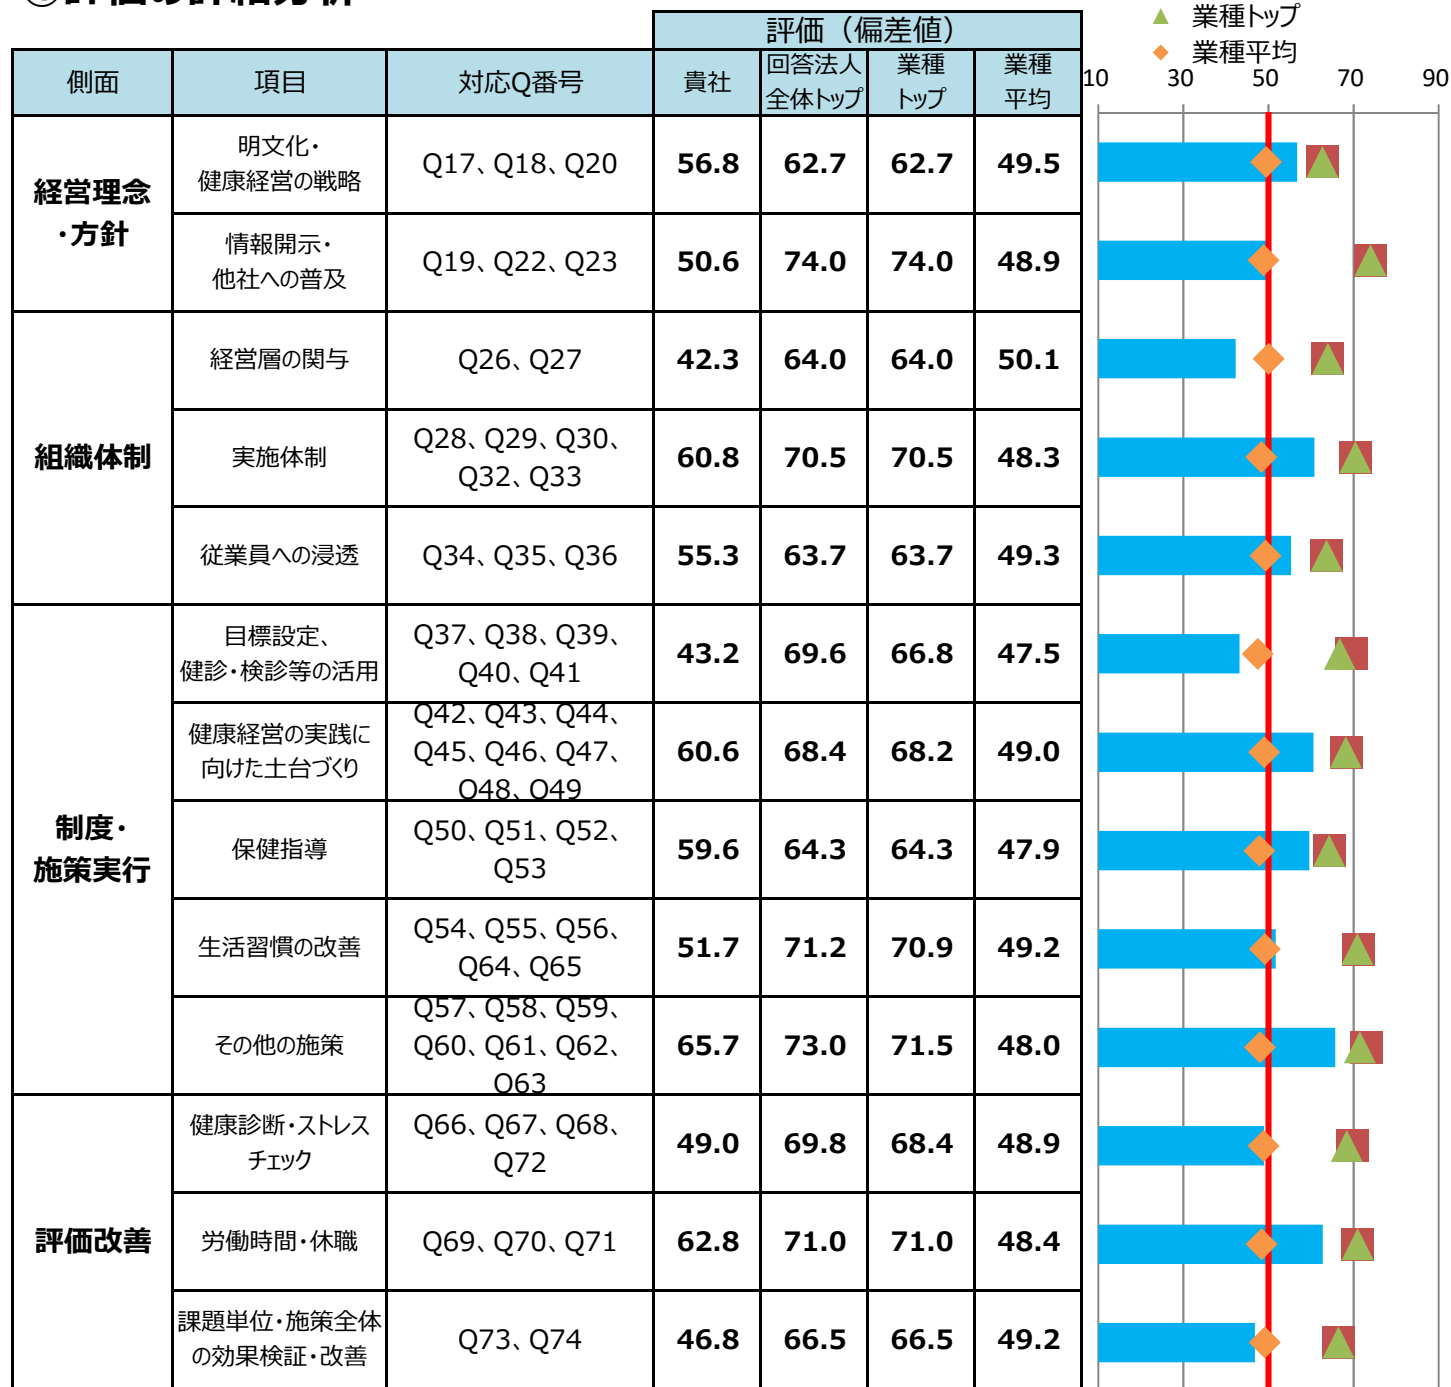 評価の詳細分析
評価（偏差値）
側面 項目 対応Q番号 貴社 回答法人全体トップ 業種トップ 業種平均
▲ 業種トップ
◆ 業種平均
10 30 50 70 90
経営理念・方針
明文化・健康経営の戦略 Q17、Q18、Q20 56.8 62.7 62.7 49.5
情報開示・他社への普及 Q19、Q22、Q23 50.6 74.0 74.0 48.9
組織体制
経営層の関与 Q26、Q27 42.3 64.0 64.0 50.1
実施体制 Q28、Q29、Q30、Q32、Q33 60.8 70.5 70.5 48.3
従業員への浸透 Q34、Q35、Q36 55.3 63.7 63.7 49.3
制度・施策実行
目標設定、健診・検診等の活用 Q37、Q38、Q39、Q40、Q41 43.2 69.6 66.8 47.5
健康経営の実践に向けた土台づくり Q42、Q43、Q44、Q45、Q46、Q47、Q48、Q49 60.6 68.4 68.2 49.0
保健指導 Q50、Q51、Q52、Q53 59.6 64.3 64.3 47.9
生活習慣の改善 Q54、Q55、Q56、Q64、Q65 51.7 71.2 70.9 49.2
その他の施策 Q57、Q58、Q59、Q60、Q61、Q62、Q63 65.7 73.0 71.5 48.0
評価改善
健康診断・ストレスチェック Q66、Q67、Q68、Q72 49.0 69.8 68.4 48.9
労働時間・休職 Q69、Q70、Q71 62.8 71.0 71.0 48.4
課題単位・施策全体の効果検証・改善 Q73、Q74 46.8 66.5 66.5 49.2